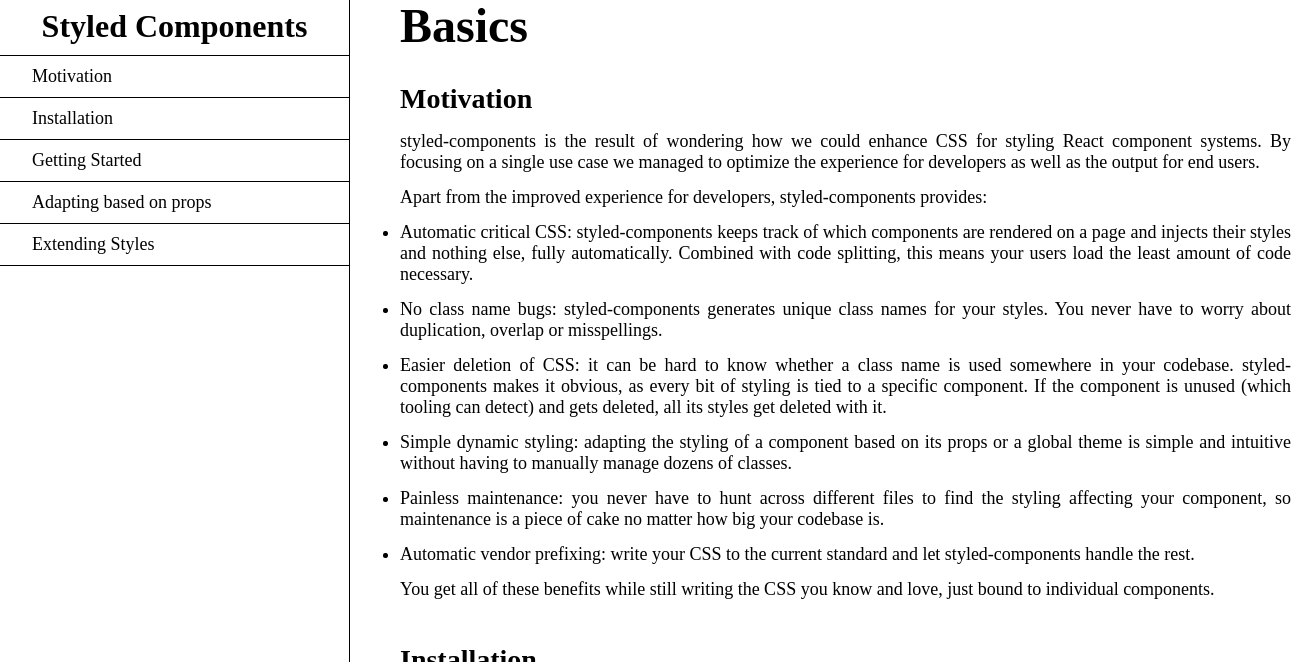 Styled Components
Motivation
Installation
Getting Started
Adapting based on props
Extending Styles
Basics
Motivation
styled-components is the result of wondering how we could enhance CSS for styling React component systems. By
focusing on a single use case we managed to optimize the experience for developers as well as the output for end users.
Apart from the improved experience for developers, styled-components provides:
Automatic critical CSS: styled-components keeps track of which components are rendered on a page and injects their styles
and nothing else, fully automatically. Combined with code splitting, this means your users load the least amount of code
necessary.
No class name bugs: styled-components generates unique class names for your styles. You never have to worry about
duplication, overlap or misspellings.
Easier deletion of CSS: it can be hard to know whether a class name is used somewhere in your codebase. styled-
components makes it obvious, as every bit of styling is tied to a specific component. If the component is unused (which
tooling can detect) and gets deleted, all its styles get deleted with it.
Simple dynamic styling: adapting the styling of a component based on its props or a global theme is simple and intuitive
without having to manually manage dozens of classes.
Painless maintenance: you never have to hunt across different files to find the styling affecting your component, so
maintenance is a piece of cake no matter how big your codebase is.
Automatic vendor prefixing: write your CSS to the current standard and let styled-components handle the rest.
You get all of these benefits while still writing the CSS you know and love, just bound to individual components.
Installation